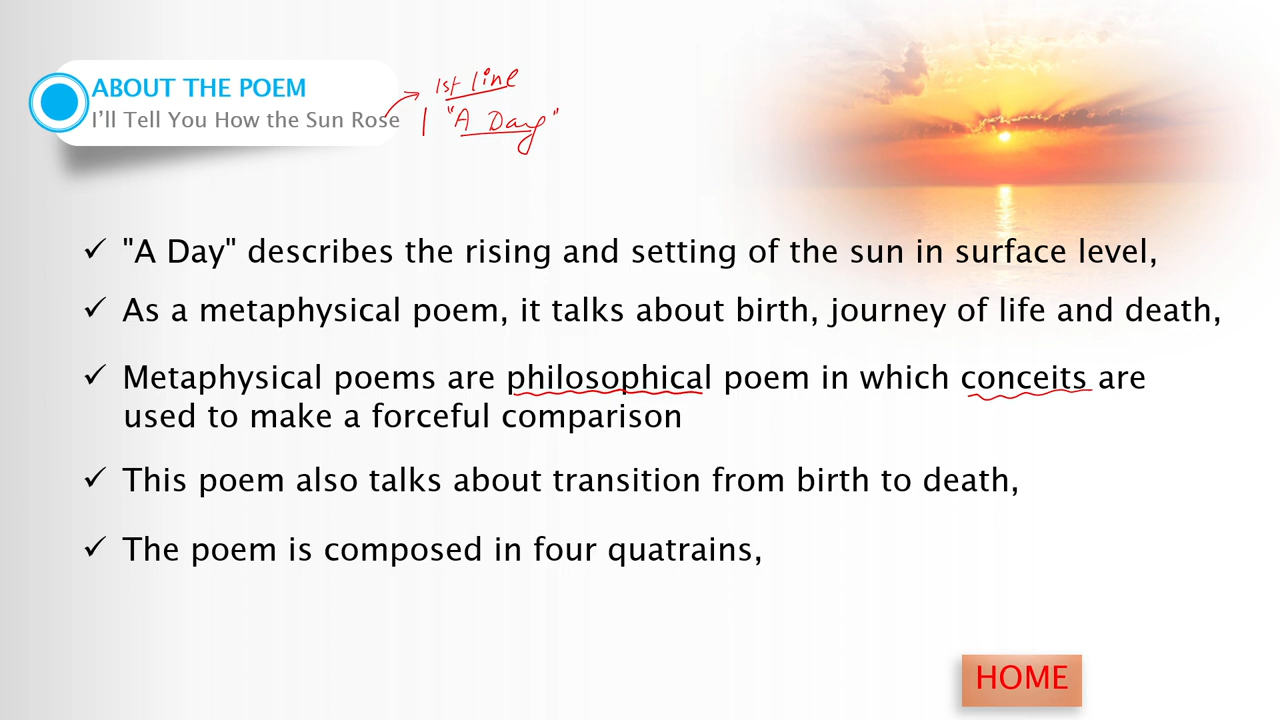 ABOUT THE POEM
I'll Tell You How the Sun Rose
1st line
"A Day"
✓ "A Day" describes the rising and setting of the sun in surface level,
✓ As a metaphysical poem, it talks about birth, journey of life and death,
✓ Metaphysical poems are philosophical poem in which conceits are
used to make a forceful comparison
✓ This poem also talks about transition from birth to death,
✓ The poem is composed in four quatrains,
HOME